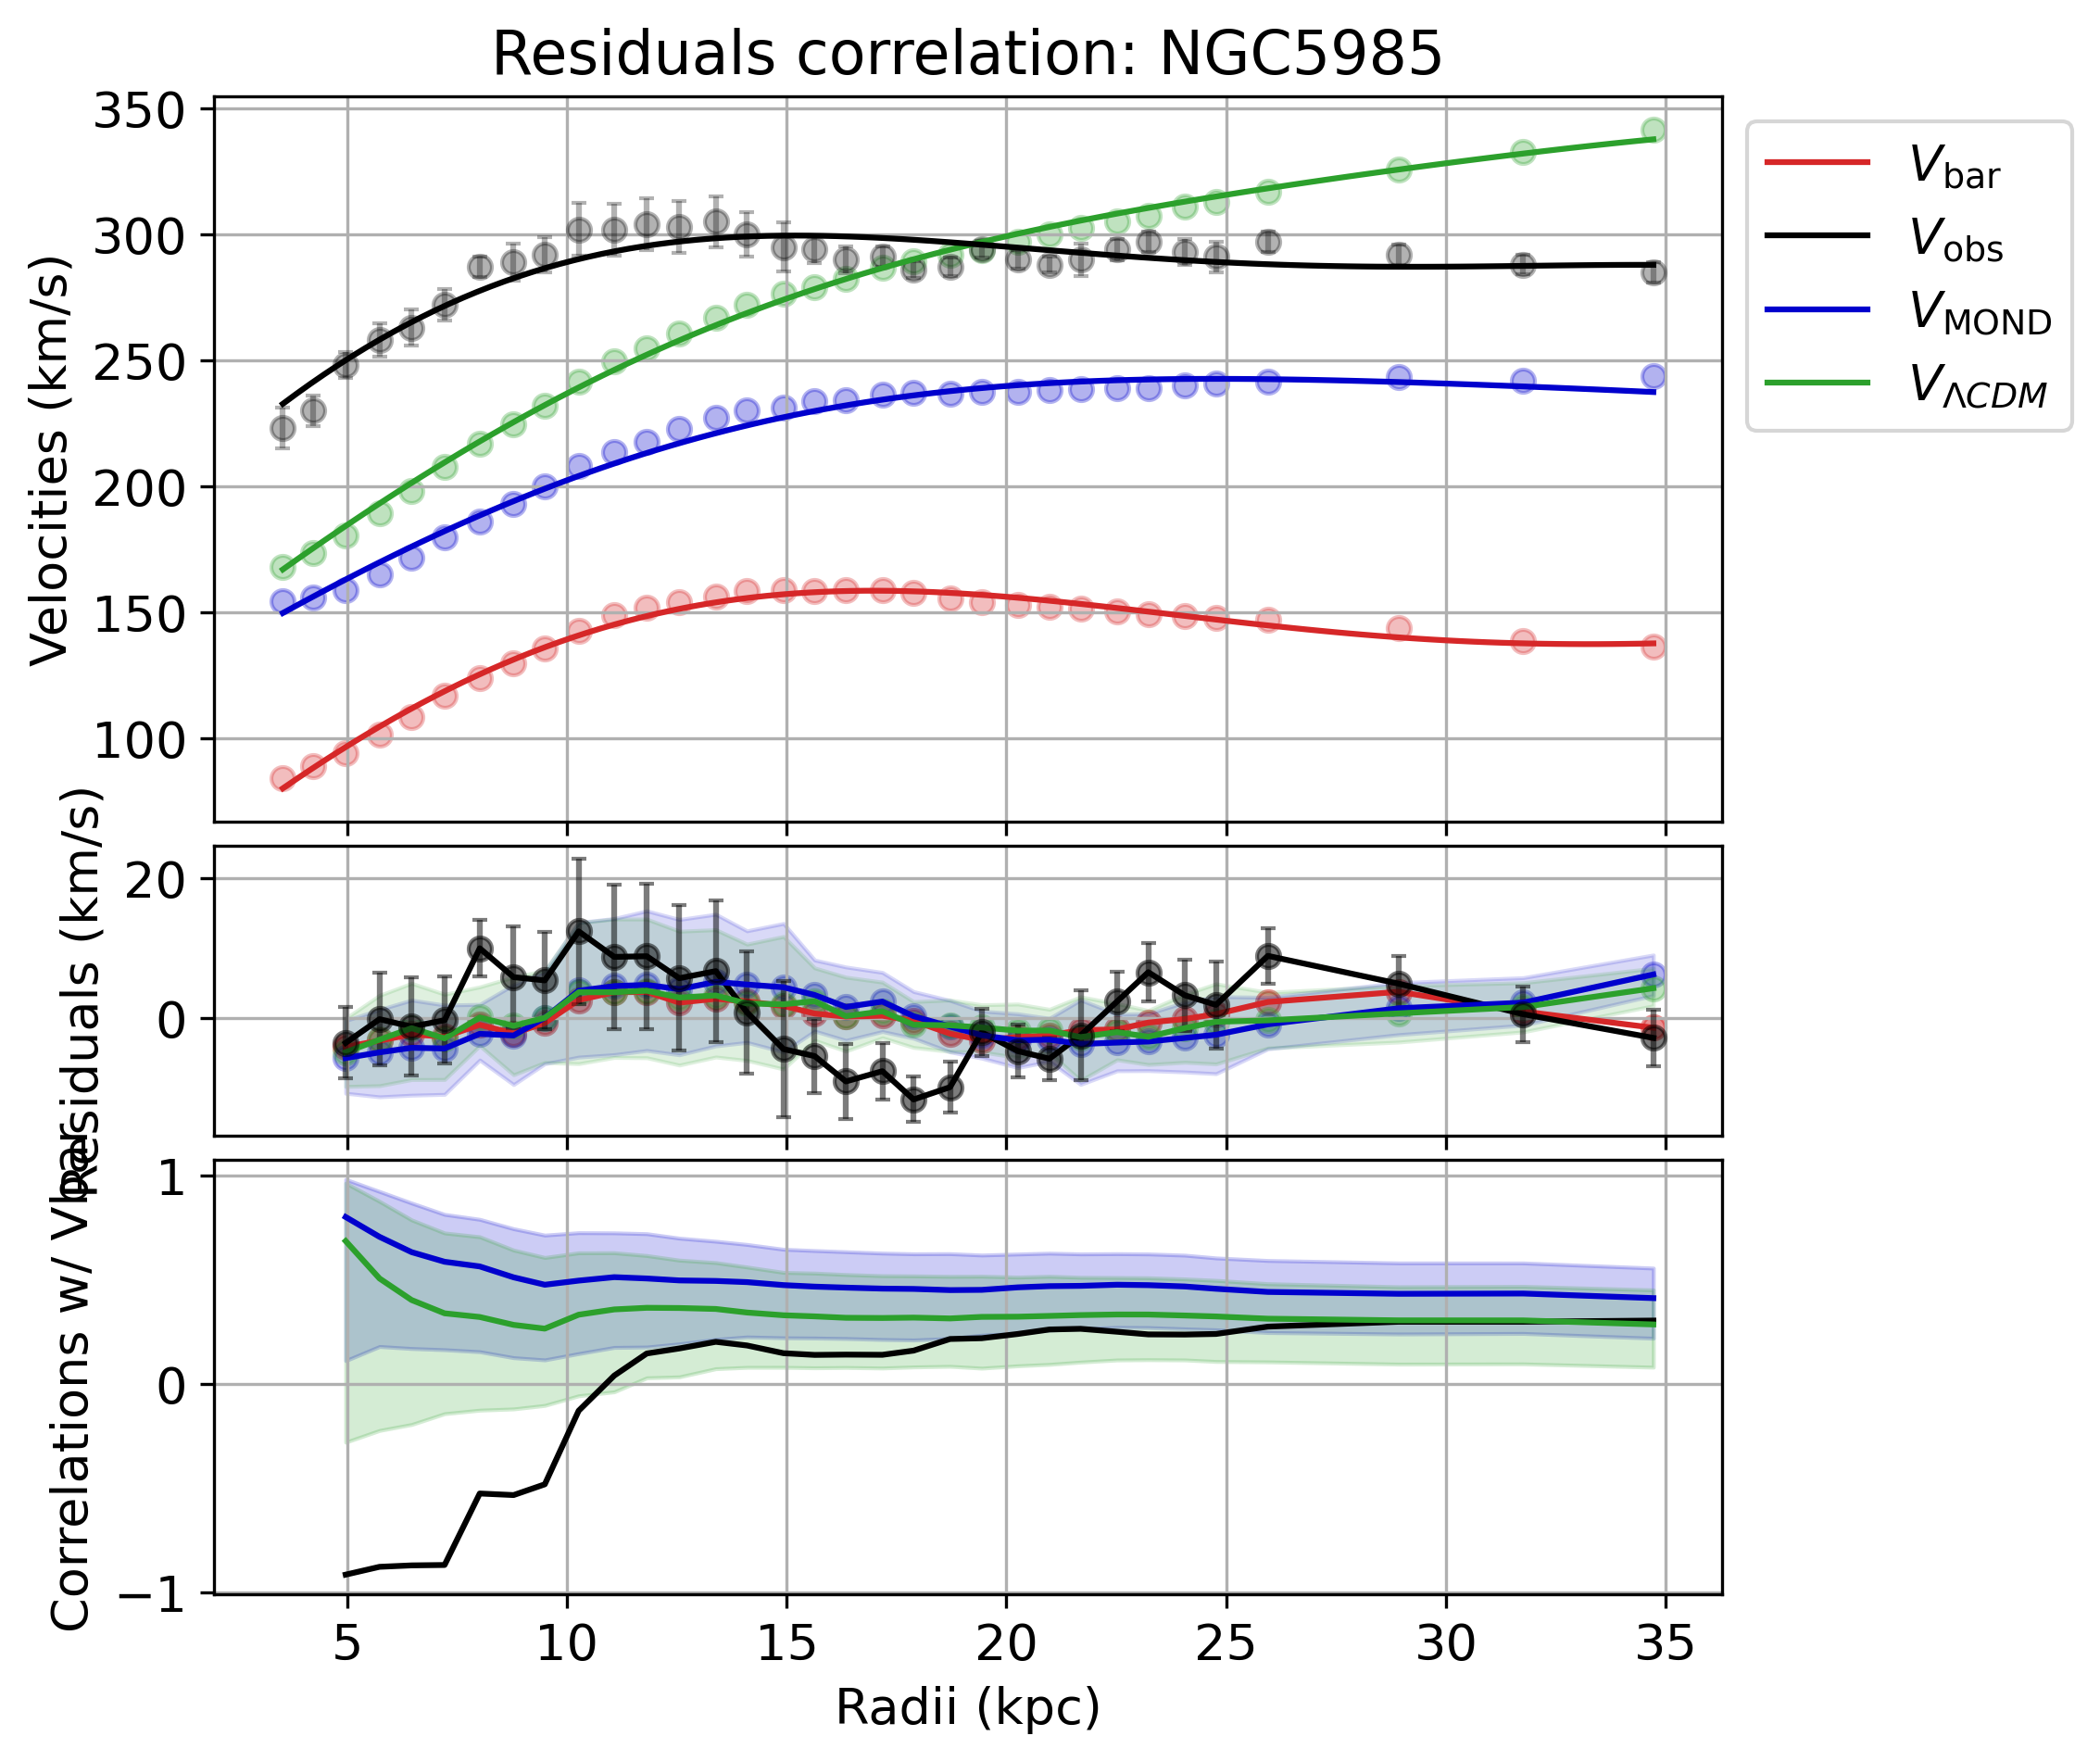 Residuals correlation: NGC5985
Velocities (km/s)
350
300
250
200
150
100
V_bar
V_obs
V_MOND
V_ΛCDM
Residuals (km/s)
20
0
Correlations w/ Vbar
1
0
−1
5 10 15 20 25 30 35
Radii (kpc)